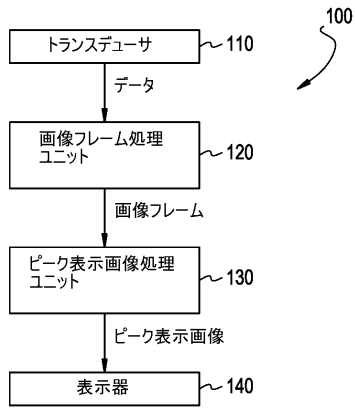 100
トランスデューサ
110
データ
画像フレーム処理
ユニット
120
画像フレーム
ピーク表示画像処理
ユニット
130
ピーク表示画像
表示器
140